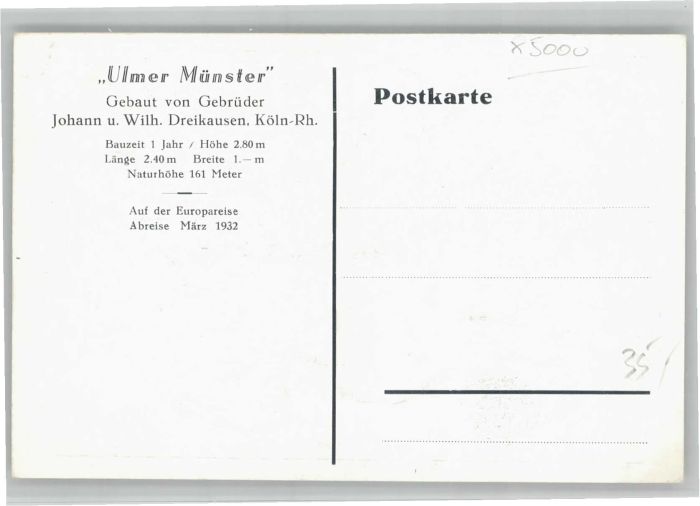 „Ulmer Münster"
Gebaut von Gebrüder
Johann u. Wilh. Dreikausen, Köln-Rh.
Bauzeit 1 Jahr / Höhe 2.80 m
Länge 2.40 m Breite 1.— m
Naturhöhe 161 Meter
Auf der Europareise
Abreise März 1932
x5000
Postkarte
35